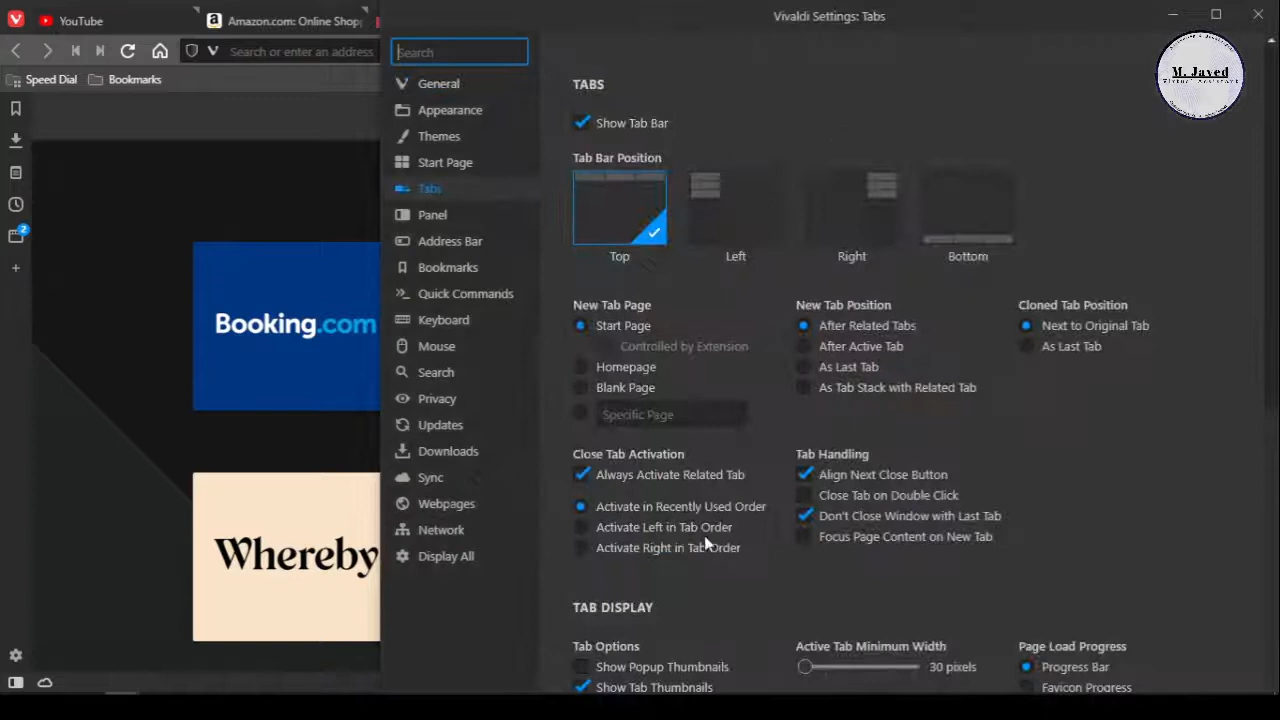 YouTube
Amazon.com: Online Shopp
Vivaldi Settings: Tabs
M. Javed
Virtual Assistant
Search or enter an address
Speed Dial
Bookmarks
2
Booking.com
Whereby
Search
General
Appearance
Themes
Start Page
Tabs
Panel
Address Bar
Bookmarks
Quick Commands
Keyboard
Mouse
Search
Privacy
Updates
Downloads
Sync
Webpages
Network
Display All
TABS
Show Tab Bar
Tab Bar Position
Top
Left
Right
Bottom
New Tab Page
Start Page
Controlled by Extension
Homepage
Blank Page
Specific Page
New Tab Position
After Related Tabs
After Active Tab
As Last Tab
As Tab Stack with Related Tab
Cloned Tab Position
Next to Original Tab
As Last Tab
Close Tab Activation
Always Activate Related Tab
Activate in Recently Used Order
Activate Left in Tab Order
Activate Right in Tab Order
Tab Handling
Align Next Close Button
Close Tab on Double Click
Don't Close Window with Last Tab
Focus Page Content on New Tab
TAB DISPLAY
Tab Options
Show Popup Thumbnails
Show Tab Thumbnails
Active Tab Minimum Width
30 pixels
Page Load Progress
Progress Bar
Favicon Progress